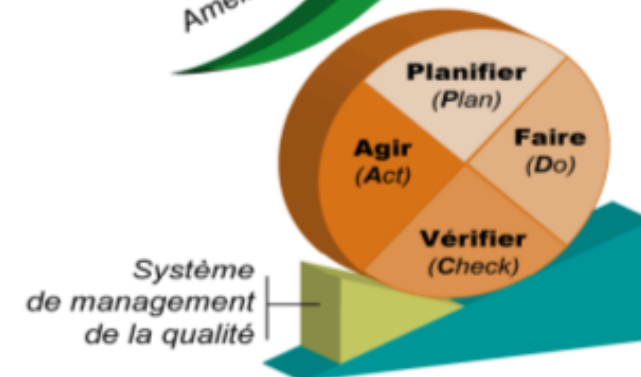 Planifier
(Plan)
Faire
(Do)
Vérifier
(Check)
Agir
(Act)
Système
de management
de la qualité